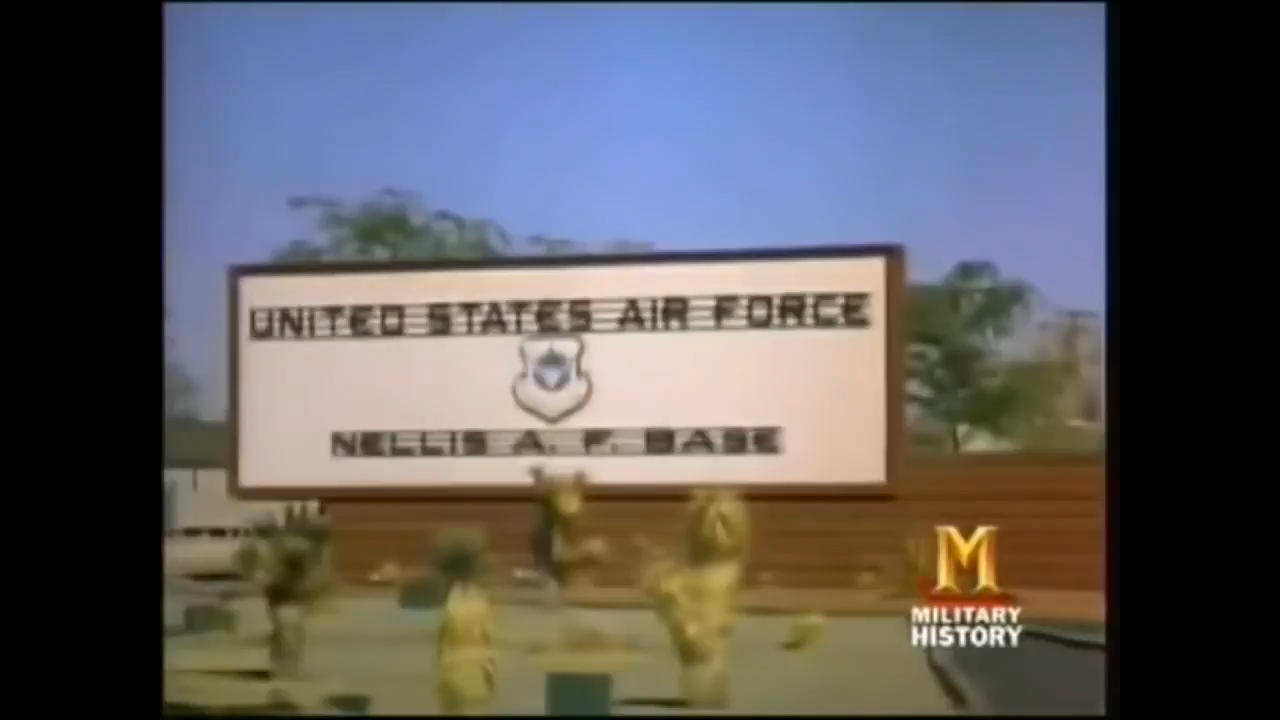 UNITED STATES AIR FORCE
NELLIS A. F. BASE
M
MILITARY
HISTORY